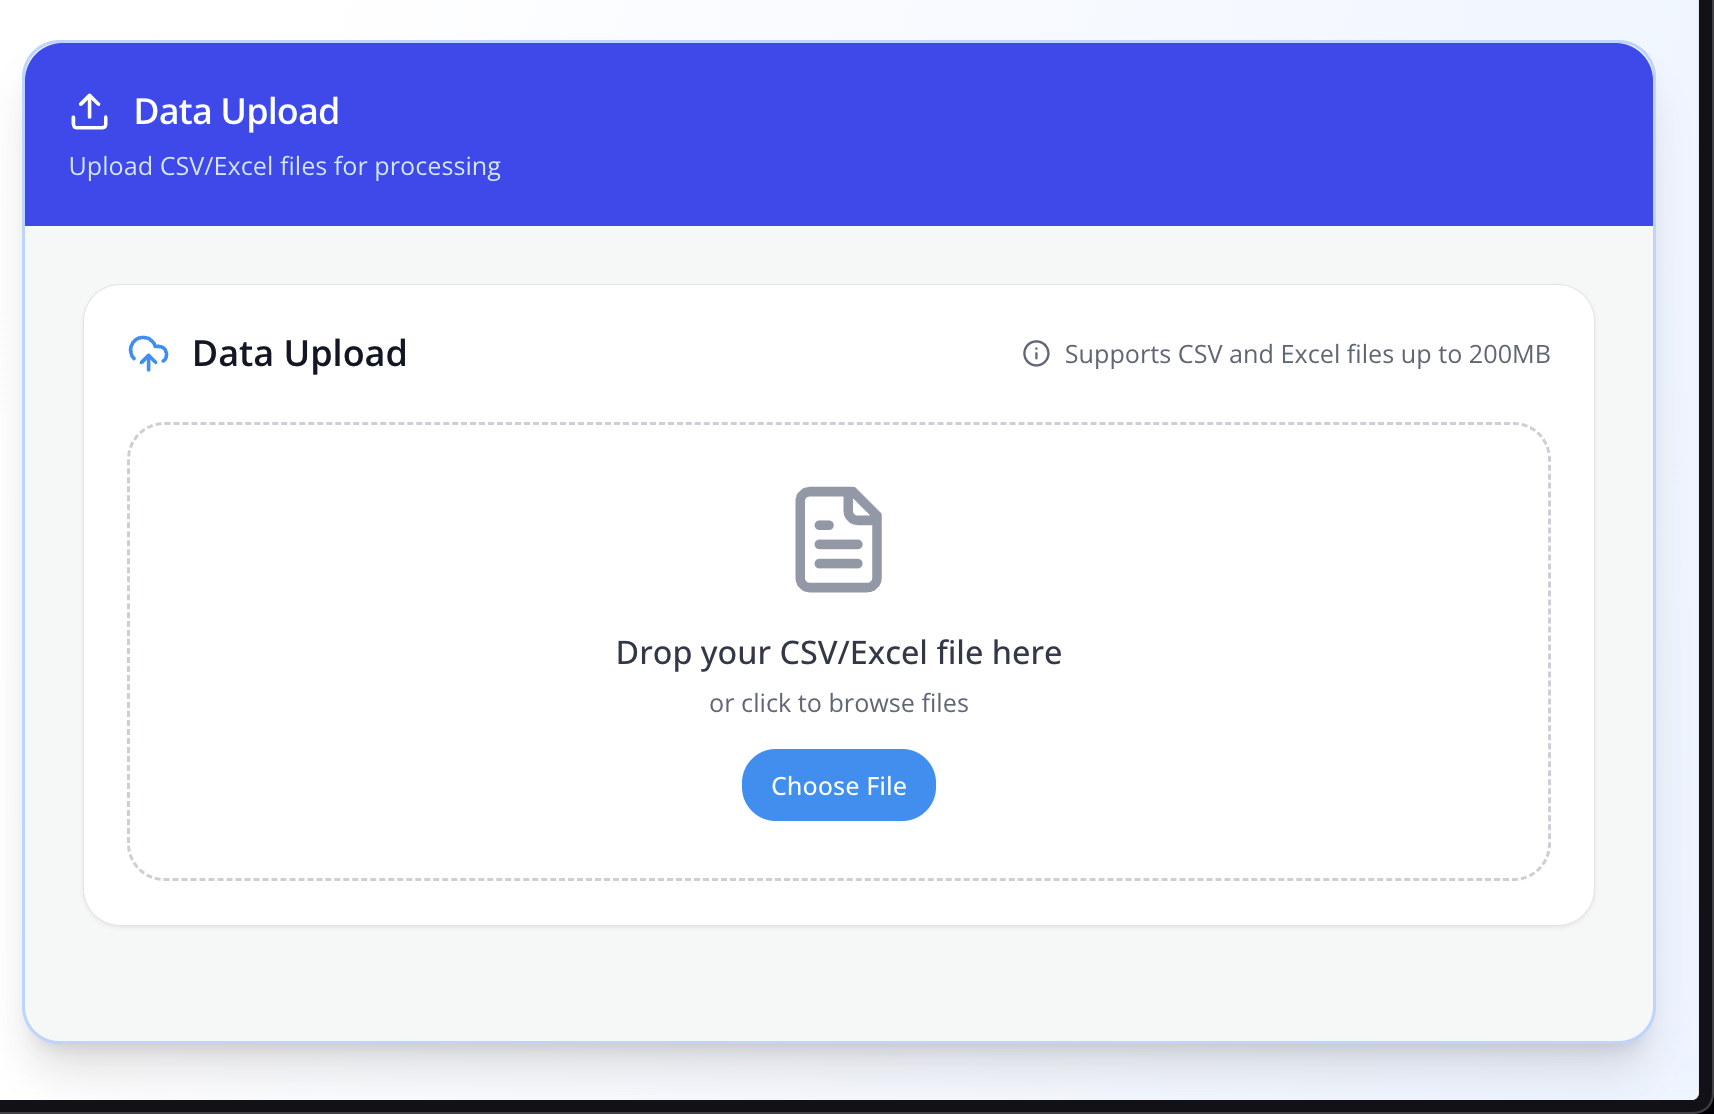 Data Upload
Upload CSV/Excel files for processing
Data Upload
Supports CSV and Excel files up to 200MB
Drop your CSV/Excel file here
or click to browse files
Choose File